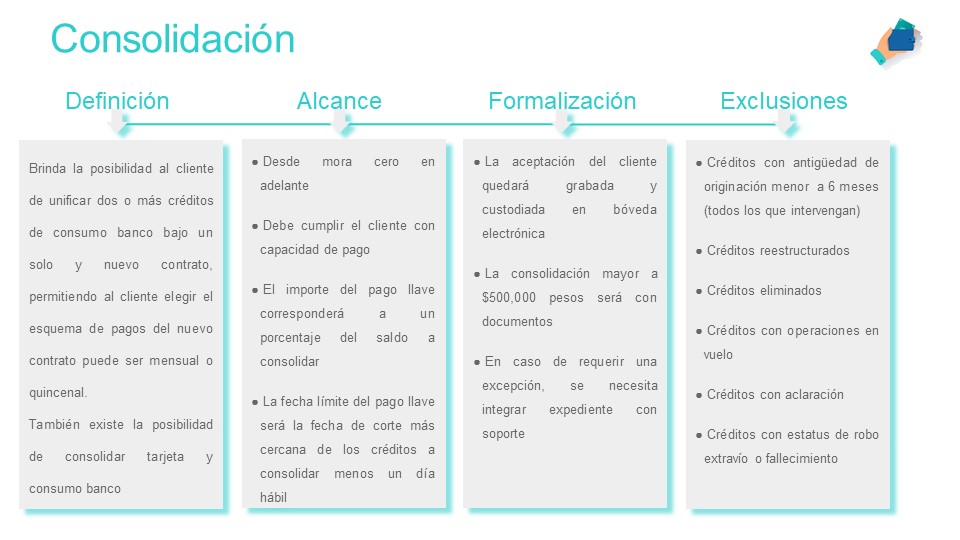 Consolidación
Definición
Brinda la posibilidad al cliente
de unificar dos o más créditos
de consumo banco bajo un
solo y nuevo contrato,
permitiendo al cliente elegir el
esquema de pagos del nuevo
contrato puede ser mensual o
quincenal.
También existe la posibilidad
de consolidar tarjeta y
consumo banco
Alcance
● Desde mora cero en
adelante
● Debe cumplir el cliente con
capacidad de pago
● El importe del pago llave
corresponderá a un
porcentaje del saldo a
consolidar
● La fecha límite del pago llave
será la fecha de corte más
cercana de los créditos a
consolidar menos un día
hábil
Formalización
● La aceptación del cliente
quedará grabada y
custodiada en bóveda
electrónica
● La consolidación mayor a
$500,000 pesos será con
documentos
● En caso de requerir una
excepción, se necesita
integrar expediente con
soporte
Exclusiones
● Créditos con antigüedad de
originación menor a 6 meses
(todos los que intervengan)
● Créditos reestructurados
● Créditos eliminados
● Créditos con operaciones en
vuelo
● Créditos con aclaración
● Créditos con estatus de robo
extravío o fallecimiento